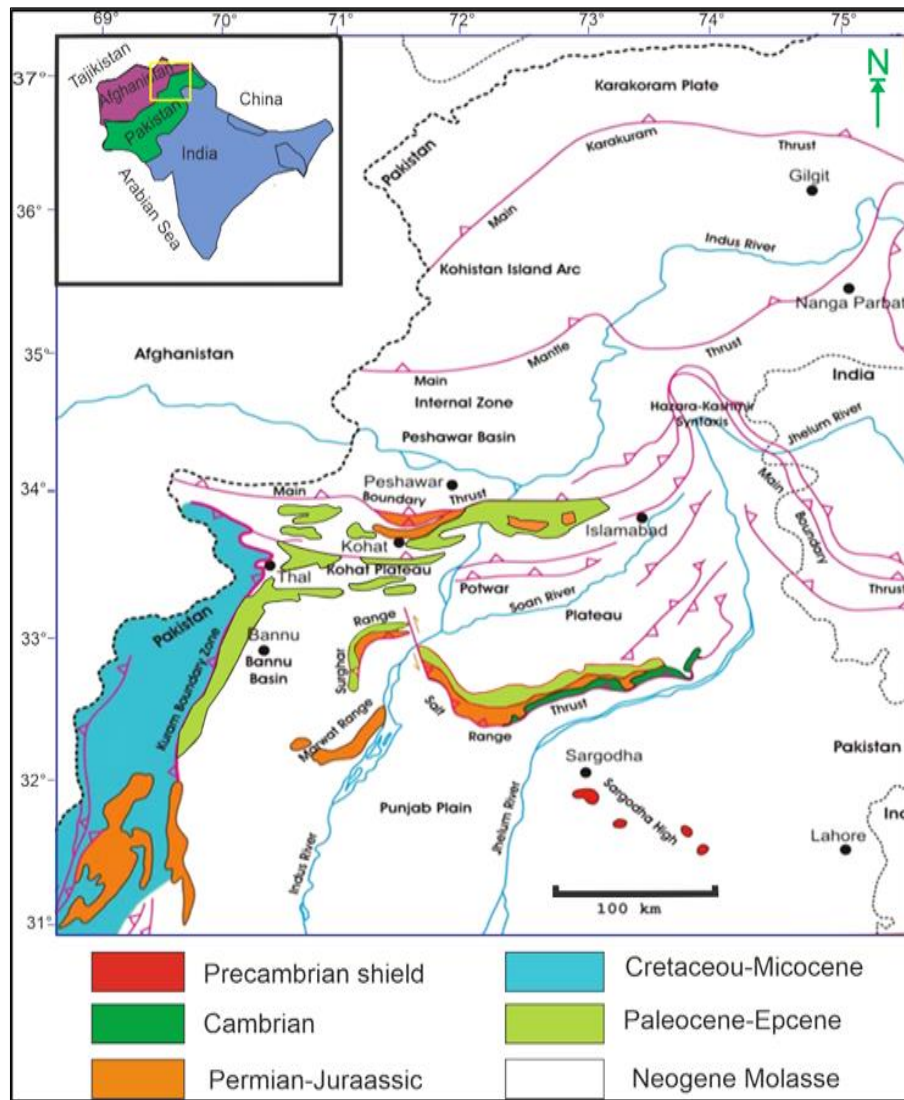 69°
70°
72
73
74
75°
37°
36°
35°
34°
33°
32°
31°
N
Tajikistan
Afghanistan
Pakistan
China
India
Arabian Sea
Karakoram Plate
Pakistan
Karakuram
Thrust
Main
Gilgit
Indus River
Kohistan Island Arc
Nanga Parbat
Afghanistan
Main
Mantle
Thrust
Internal Zone
Peshawar Basin
India
Hazara-Kashmir
Syntaxis
Jhelum River
Peshawar
Main
Boundary
Thrust
Main
Boundary
Thrust
Islamabad
Kohat
Kohat Plateau
Thal
Potwar
Soan River
Plateau
Pakistan
Kuram Boundary Zone
Bannu
Bannu
Basin
Range
Surghar
Marwat Range
Salt
Range
Thrust
Sargodha
Sargodha High
Punjab Plain
Pakistan
Ind
Lahore
Indus River
Jhelum River
100 km
Precambrian shield
Cambrian
Permian-Juraassic
Cretaceou-Micocene
Paleocene-Epcene
Neogene Molasse